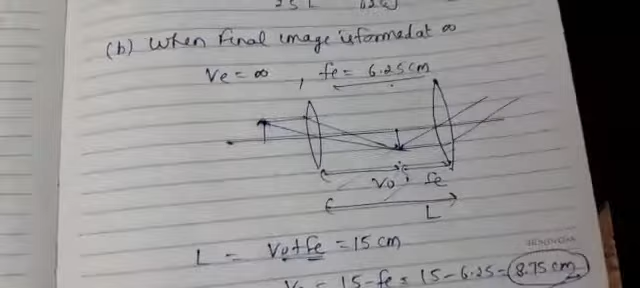 (b) When Final image is formed at ∞
Ve = ∞ , fe = 6.25 cm
Vo fe
L
L = Vo + fe = 15 cm
= 15 - fe = 15 - 6.25 = 8.75 cm